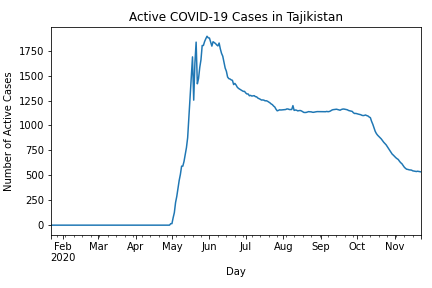 Active COVID-19 Cases in Tajikistan
Number of Active Cases
1750
1500
1250
1000
750
500
250
0
Feb Mar Apr May Jun Jul Aug Sep Oct Nov
2020
Day